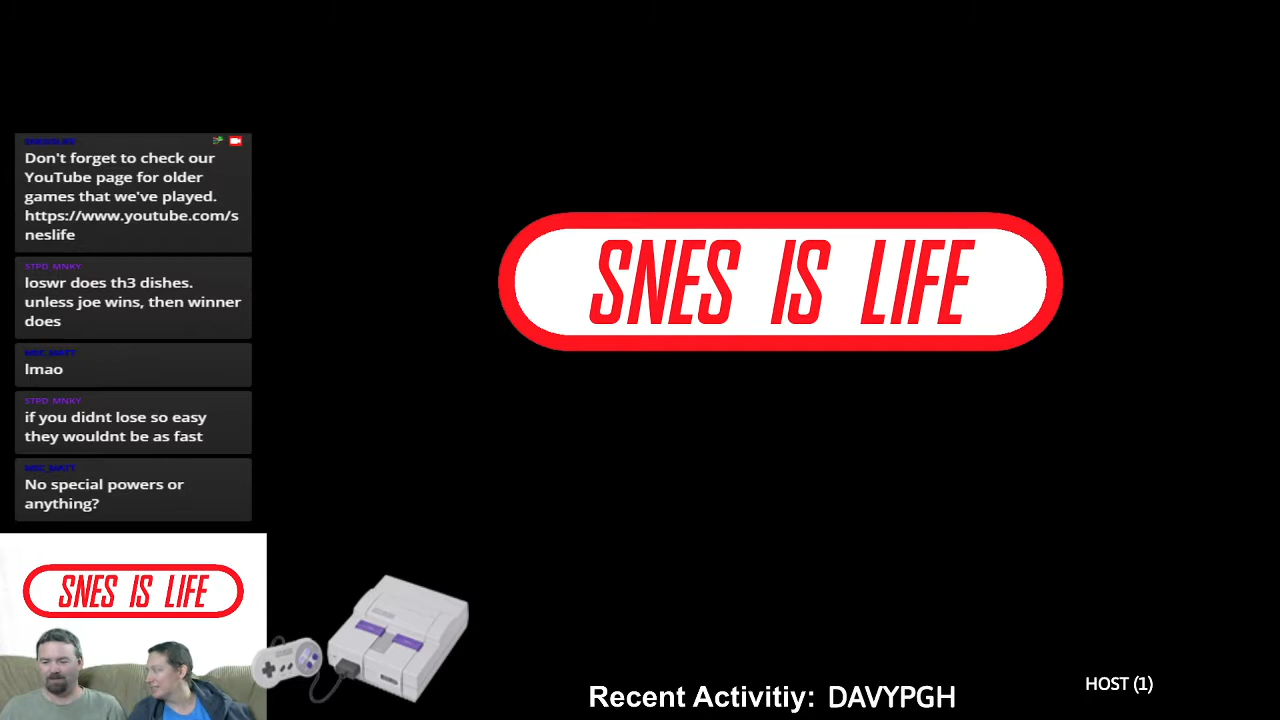 Don't forget to check our
YouTube page for older
games that we've played.
https://www.youtube.com/s
neslife
STPD_MNKY
loswr does th3 dishes.
unless joe wins, then winner
does
lmao
STPD_MNKY
if you didnt lose so easy
they wouldnt be as fast
No special powers or
anything?
SNES IS LIFE
SNES IS LIFE
Recent Activitiy: DAVYPGH
HOST (1)